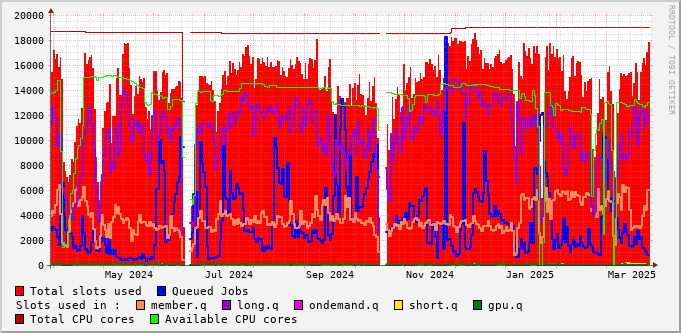 20000
18000
16000
14000
12000
10000
8000
6000
4000
2000
0
May 2024 Jul 2024 Sep 2024 Nov 2024 Jan 2025 Mar 2025
RRDTOOL / TOBI OETIKER
Total slots used Queued Jobs
Slots used in : member.q long.q ondemand.q short.q gpu.q
Total CPU cores Available CPU cores